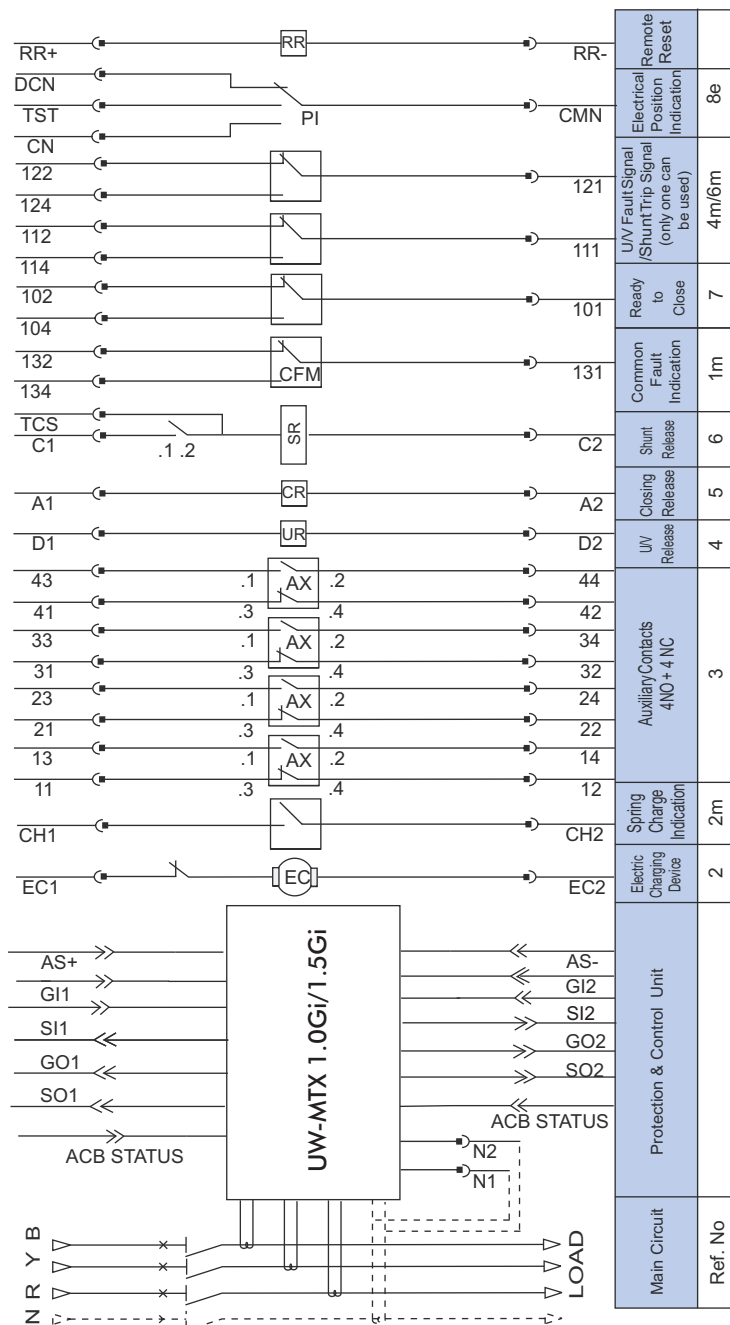 RR+ RR RR- Remote Reset
DCN
TST PI CMN Electrical Position Indication 8e
CN
122 121 U/V Fault Signal /Shunt Trip Signal (only one can be used) 4m/6m
124
112 111
114
102 101 Ready to Close 7
104
132 CFM 131 Common Fault Indication 1m
134
TCS
C1 .1 .2 SR C2 Shunt Release 6
A1 CR A2 Closing Release 5
D1 UR D2 U/V Release 4
43 .1 AX .2 44 Auxiliary Contacts 4NO + 4 NC 3
41 .3 .4 42
33 .1 AX .2 34
31 .3 .4 32
23 .1 AX .2 24
21 .3 .4 22
13 .1 AX .2 14
11 .3 .4 12
CH1 CH2 Spring Charge Indication 2m
EC1 EC EC2 Electric Charging Device 2
UW-MTX 1.0Gi/1.5Gi
Protection & Control Unit
AS+ AS-
GI1 GI2
SI1 SI2
GO1 GO2
SO1 SO2
ACB STATUS ACB STATUS
N2
N1
N R Y B LOAD Main Circuit Ref. No